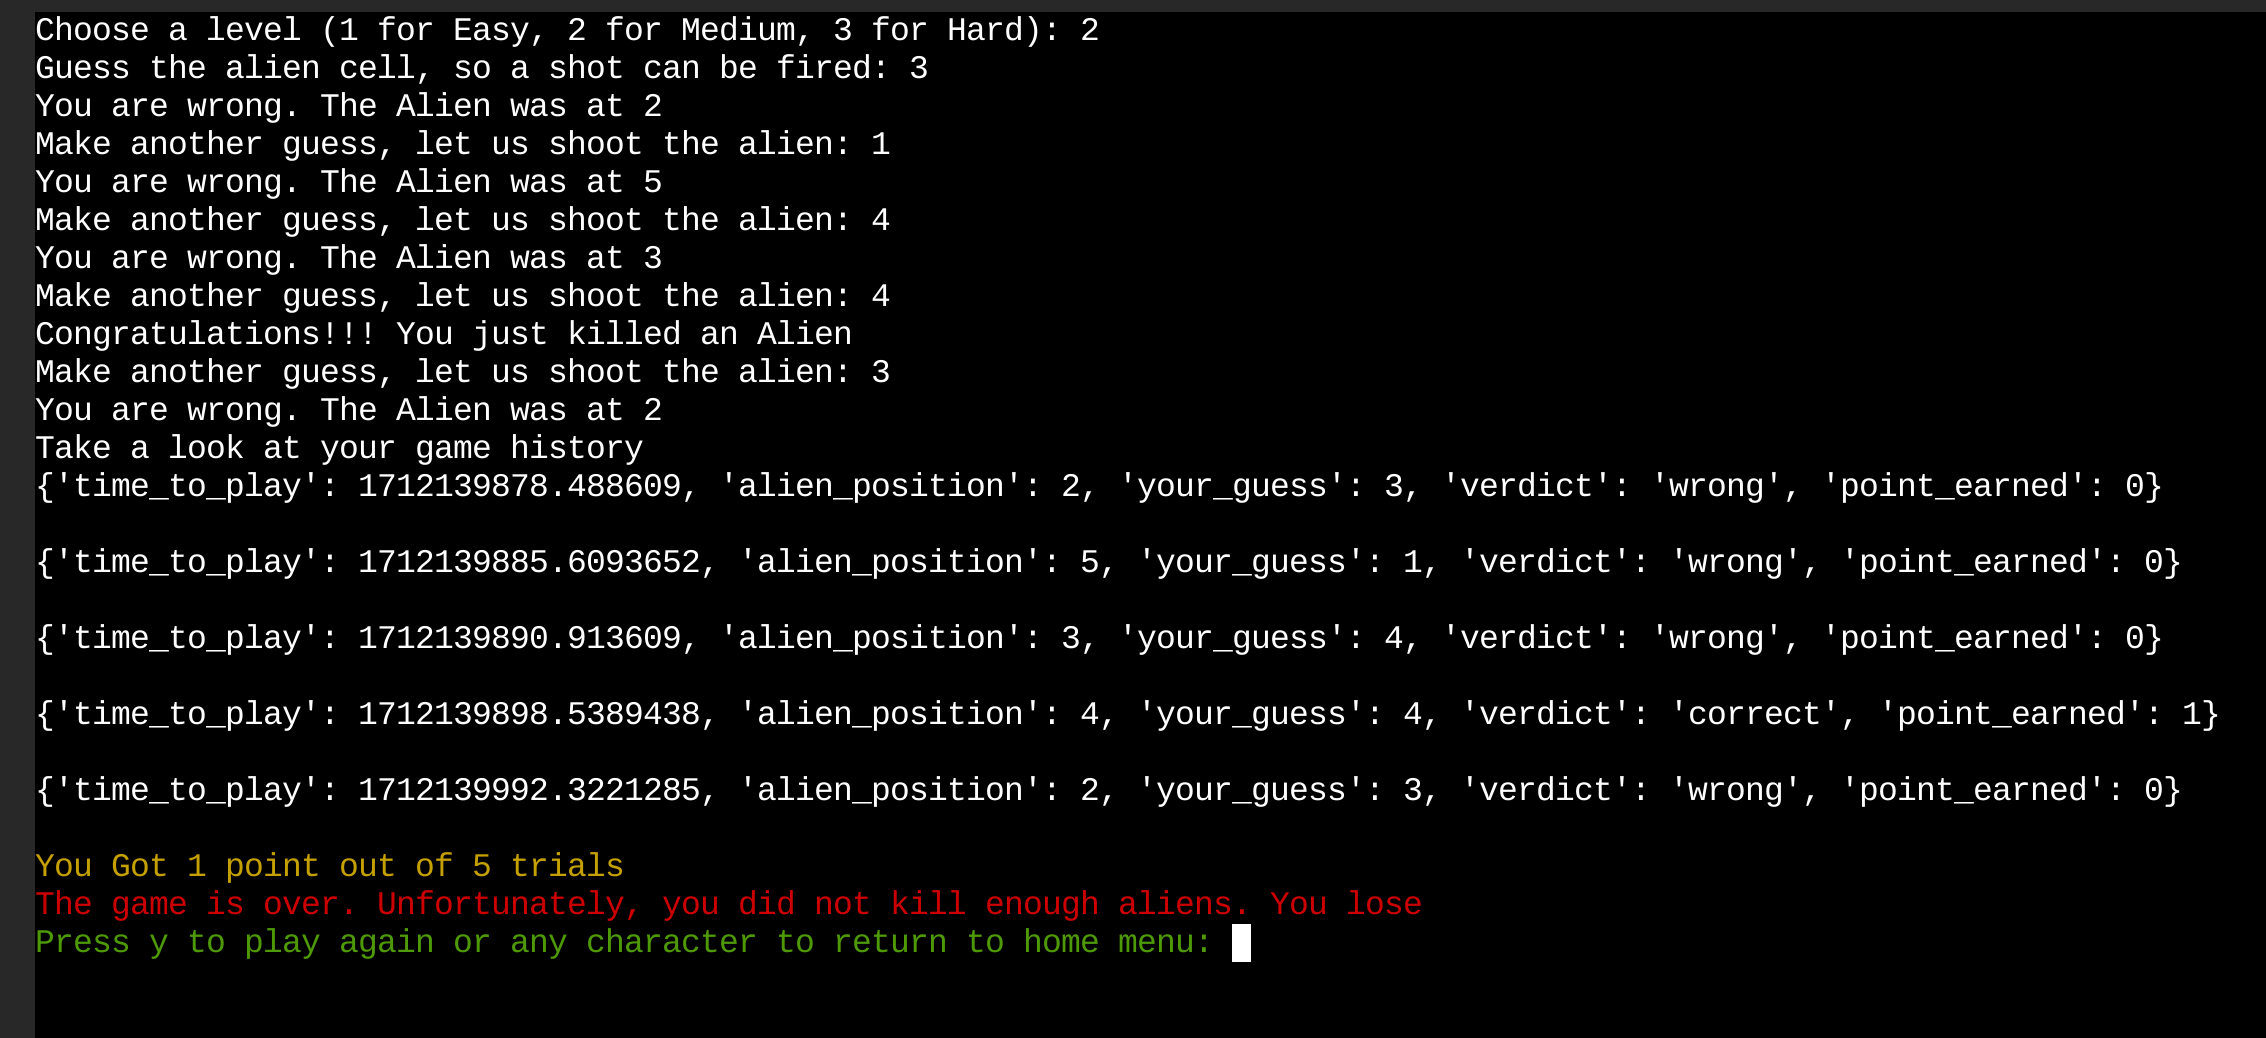 Choose a level (1 for Easy, 2 for Medium, 3 for Hard): 2
Guess the alien cell, so a shot can be fired: 3
You are wrong. The Alien was at 2
Make another guess, let us shoot the alien: 1
You are wrong. The Alien was at 5
Make another guess, let us shoot the alien: 4
You are wrong. The Alien was at 3
Make another guess, let us shoot the alien: 4
Congratulations!!! You just killed an Alien
Make another guess, let us shoot the alien: 3
You are wrong. The Alien was at 2
Take a look at your game history
{'time_to_play': 1712139878.488609, 'alien_position': 2, 'your_guess': 3, 'verdict': 'wrong', 'point_earned': 0}
{'time_to_play': 1712139885.6093652, 'alien_position': 5, 'your_guess': 1, 'verdict': 'wrong', 'point_earned': 0}
{'time_to_play': 1712139890.913609, 'alien_position': 3, 'your_guess': 4, 'verdict': 'wrong', 'point_earned': 0}
{'time_to_play': 1712139898.5389438, 'alien_position': 4, 'your_guess': 4, 'verdict': 'correct', 'point_earned': 1}
{'time_to_play': 1712139992.3221285, 'alien_position': 2, 'your_guess': 3, 'verdict': 'wrong', 'point_earned': 0}
You Got 1 point out of 5 trials
The game is over. Unfortunately, you did not kill enough aliens. You lose
Press y to play again or any character to return to home menu: